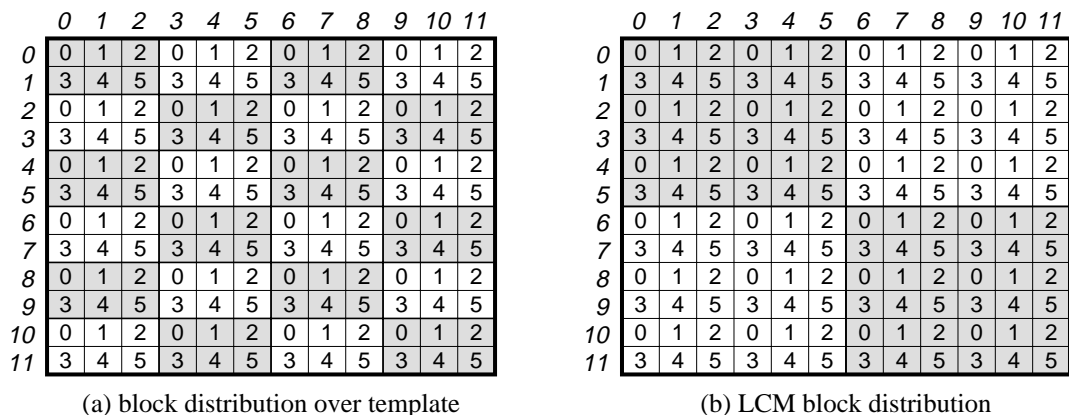 0 1 2 3 4 5 6 7 8 9 10 11
0 0 1 2 0 1 2 0 1 2 0 1 2
1 3 4 5 3 4 5 3 4 5 3 4 5
2 0 1 2 0 1 2 0 1 2 0 1 2
3 3 4 5 3 4 5 3 4 5 3 4 5
4 0 1 2 0 1 2 0 1 2 0 1 2
5 3 4 5 3 4 5 3 4 5 3 4 5
6 0 1 2 0 1 2 0 1 2 0 1 2
7 3 4 5 3 4 5 3 4 5 3 4 5
8 0 1 2 0 1 2 0 1 2 0 1 2
9 3 4 5 3 4 5 3 4 5 3 4 5
10 0 1 2 0 1 2 0 1 2 0 1 2
11 3 4 5 3 4 5 3 4 5 3 4 5
(a) block distribution over template
0 1 2 3 4 5 6 7 8 9 10 11
0 0 1 2 0 1 2 0 1 2 0 1 2
1 3 4 5 3 4 5 3 4 5 3 4 5
2 0 1 2 0 1 2 0 1 2 0 1 2
3 3 4 5 3 4 5 3 4 5 3 4 5
4 0 1 2 0 1 2 0 1 2 0 1 2
5 3 4 5 3 4 5 3 4 5 3 4 5
6 0 1 2 0 1 2 0 1 2 0 1 2
7 3 4 5 3 4 5 3 4 5 3 4 5
8 0 1 2 0 1 2 0 1 2 0 1 2
9 3 4 5 3 4 5 3 4 5 3 4 5
10 0 1 2 0 1 2 0 1 2 0 1 2
11 3 4 5 3 4 5 3 4 5 3 4 5
(b) LCM block distribution